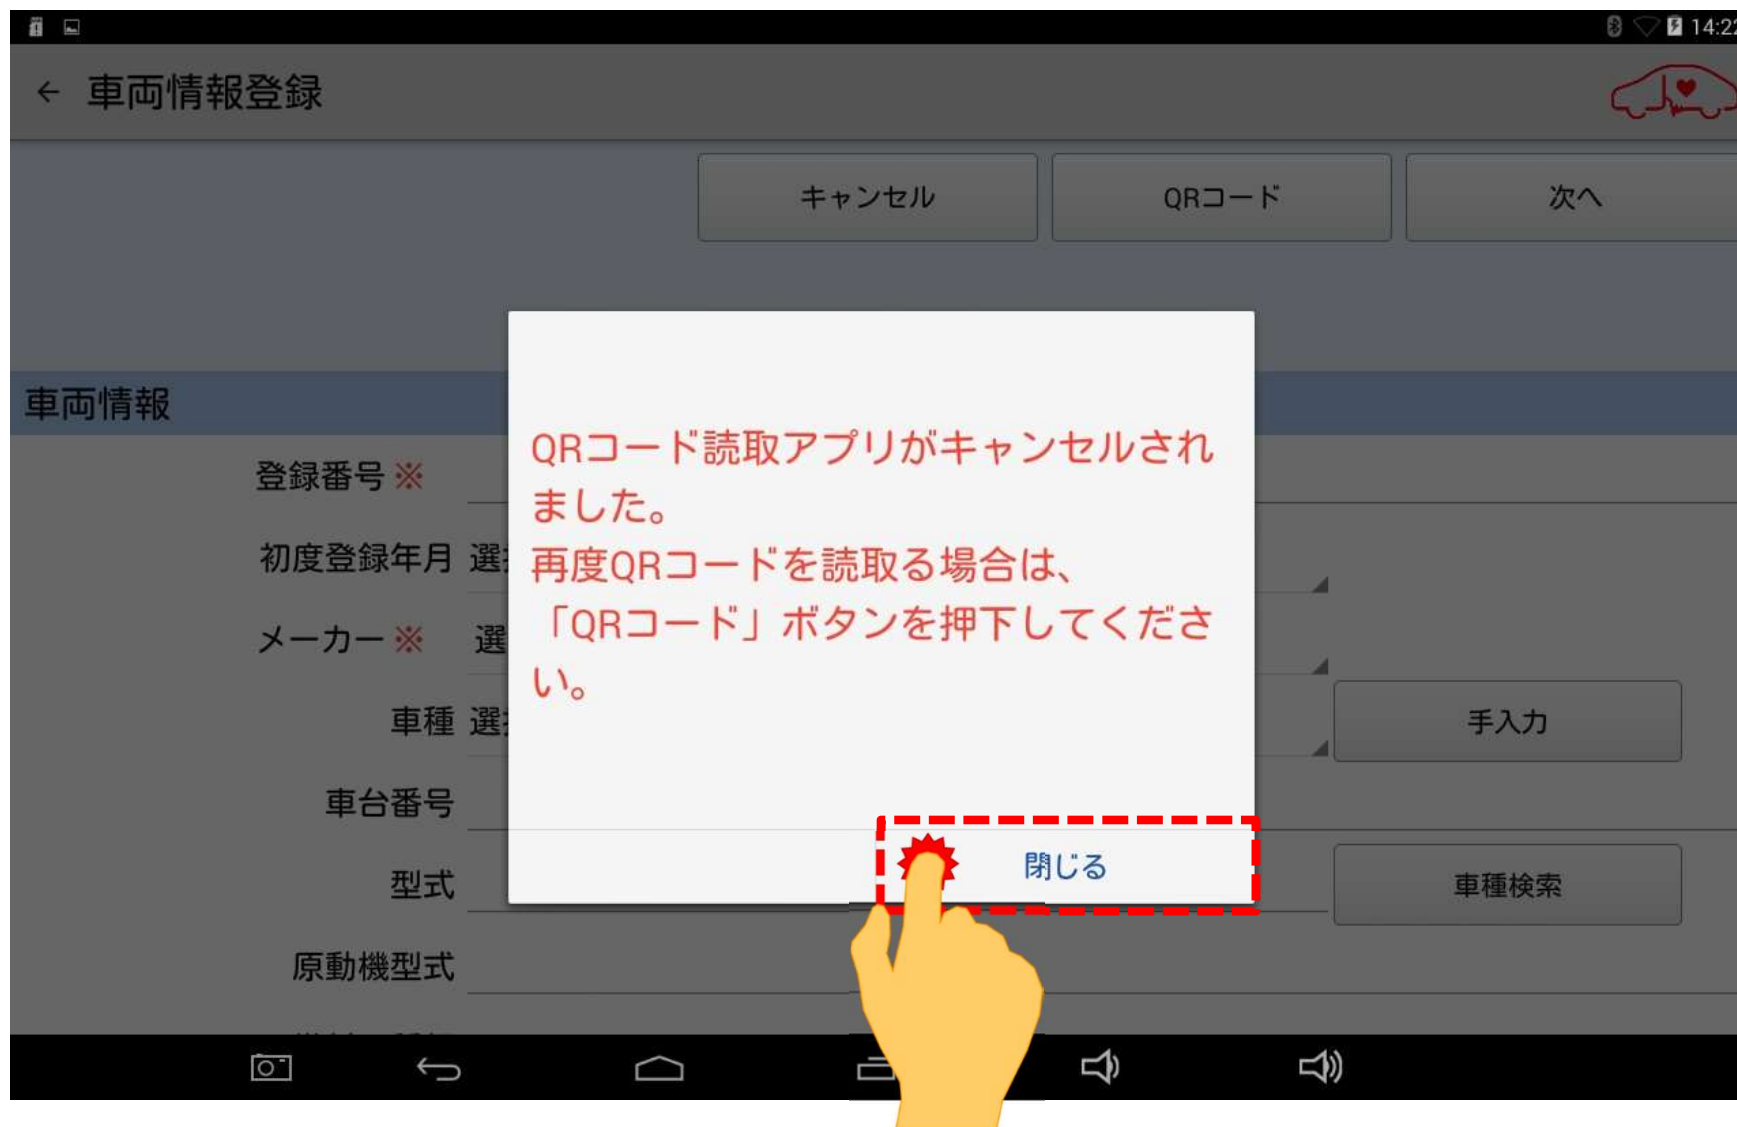 14:22
車両情報登録
キャンセル
QRコード
次へ
車両情報
登録番号※
初度登録年月 選
メーカー※ 選
車種 選
手入力
車台番号
型式
車種検索
原動機型式
QRコード読取アプリがキャンセルされ
ました。
再度QRコードを読取る場合は、
「QRコード」ボタンを押下してくださ
い。
閉じる